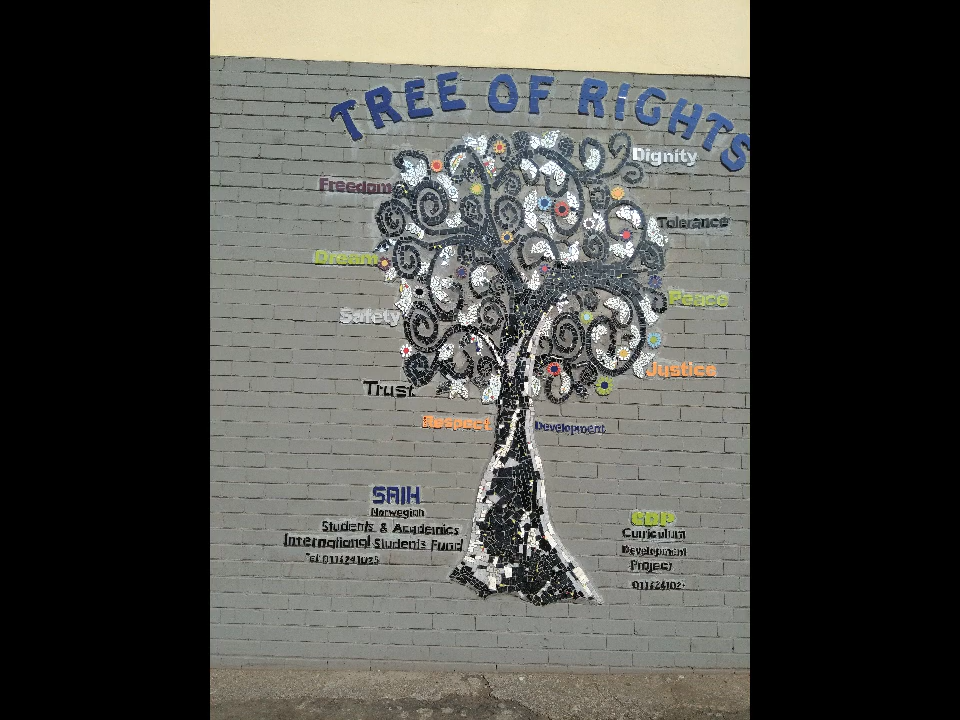 TREE OF RIGHTS
Dignity
Freedom
Tolerance
Dream
Peace
Safety
Justice
Trust
Respect
Development
SAIH
Norwegian
Students & Academics
International Students Fund
CDP
Curriculum
Development
Project